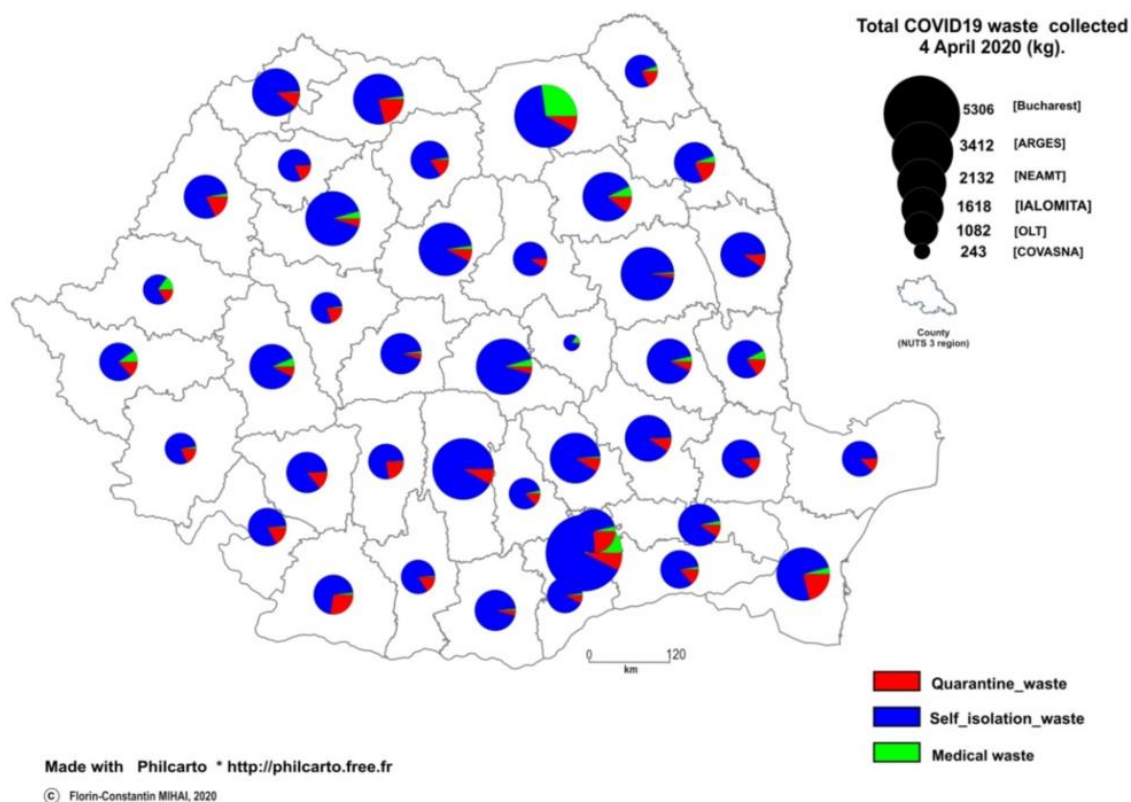 Total COVID19 waste collected
4 April 2020 (kg).
5306 [Bucharest]
3412 [ARGES]
2132 [NEAMT]
1618 [IALOMITA]
1082 [OLT]
243 [COVASNA]
County
(NUTS 3 region)
0 120
km
Quarantine_waste
Self_isolation_waste
Medical waste
Made with Philcarto * http://philcarto.free.fr
© Florin-Constantin MIHAI, 2020